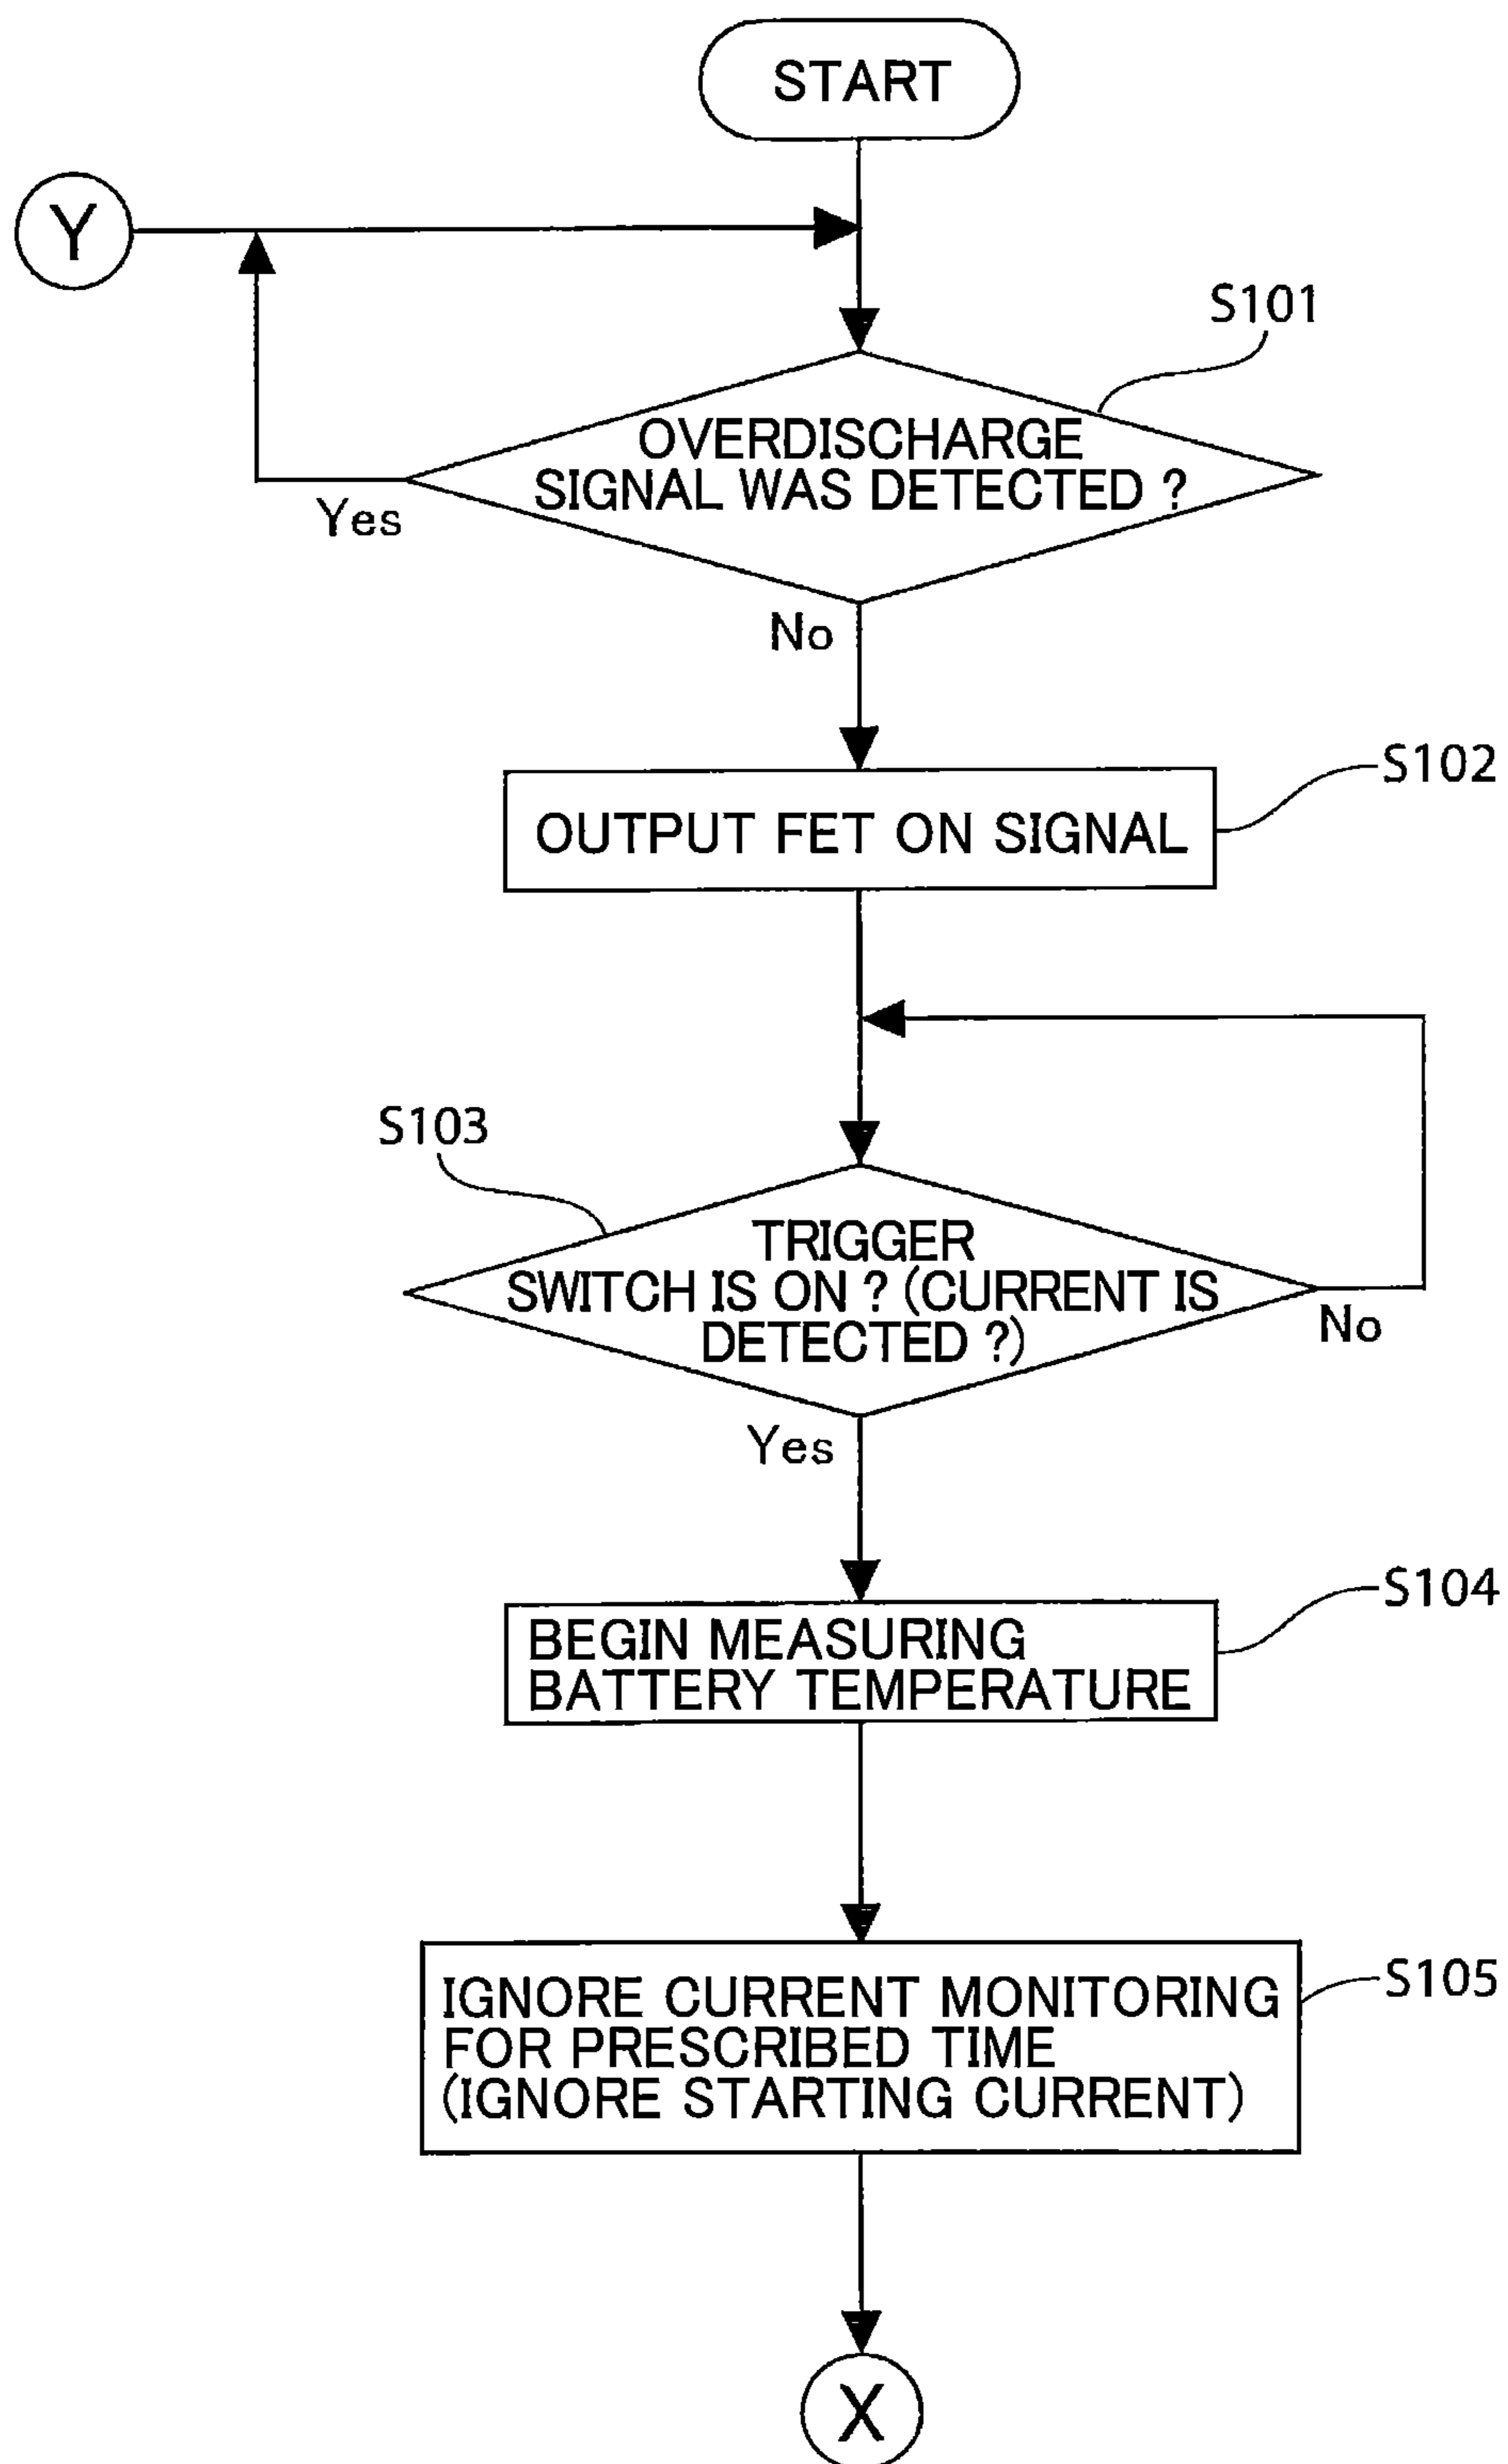 START
Y
S101
OVERDISCHARGE
SIGNAL WAS DETECTED ?
Yes
No
S102
OUTPUT FET ON SIGNAL
S103
TRIGGER
SWITCH IS ON ? (CURRENT IS
DETECTED ?)
No
Yes
S104
BEGIN MEASURING
BATTERY TEMPERATURE
S105
IGNORE CURRENT MONITORING
FOR PRESCRIBED TIME
(IGNORE STARTING CURRENT)
X